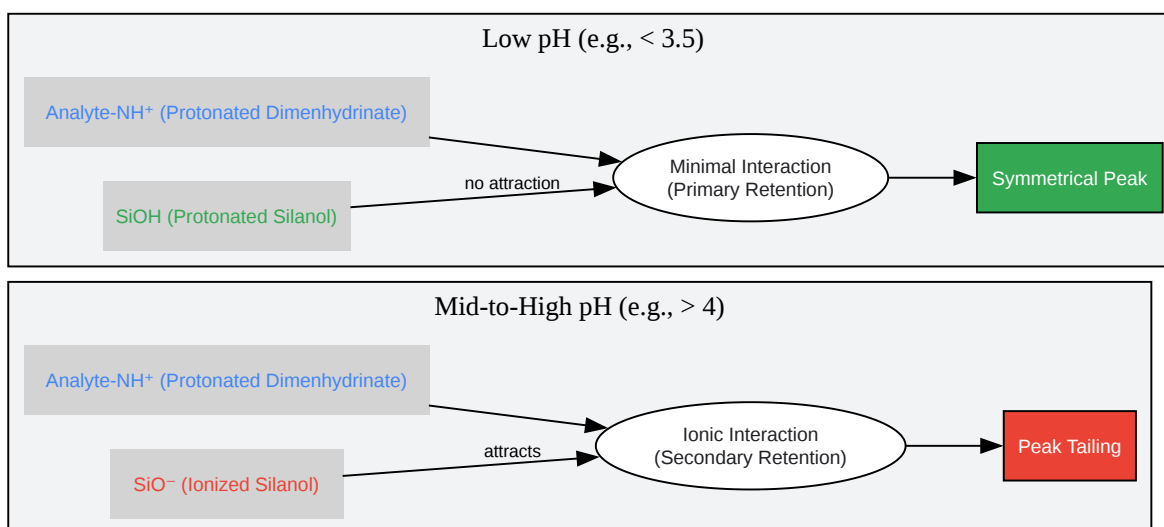 Low pH (e.g., < 3.5)
Analyte-NH⁺ (Protonated Dimenhydrinate)
no attraction
SiOH (Protonated Silanol)
Minimal Interaction
(Primary Retention)
Symmetrical Peak
Mid-to-High pH (e.g., > 4)
Analyte-NH⁺ (Protonated Dimenhydrinate)
attracts
SiO⁻ (Ionized Silanol)
Ionic Interaction
(Secondary Retention)
Peak Tailing